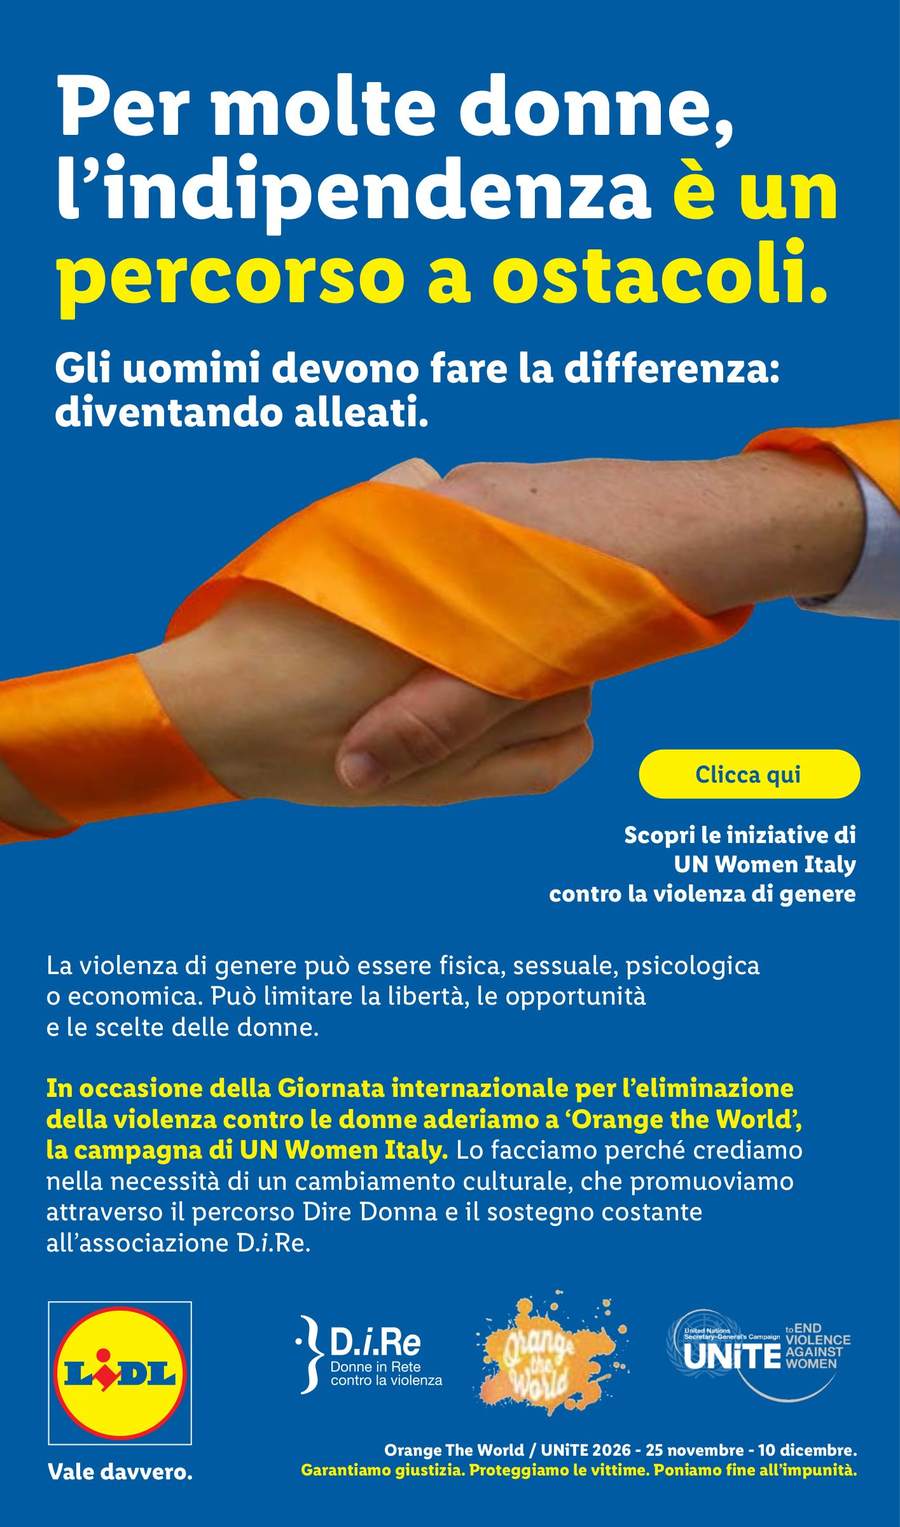 Per molte donne,
l'indipendenza è un
percorso a ostacoli.
Gli uomini devono fare la differenza:
diventando alleati.
Clicca qui
Scopri le iniziative di
UN Women Italy
contro la violenza di genere
La violenza di genere può essere fisica, sessuale, psicologica
o economica. Può limitare la libertà, le opportunità
e le scelte delle donne.
In occasione della Giornata internazionale per l'eliminazione
della violenza contro le donne aderiamo a ‘Orange the World’,
la campagna di UN Women Italy. Lo facciamo perché crediamo
nella necessità di un cambiamento culturale, che promuoviamo
attraverso il percorso Dire Donna e il sostegno costante
all'associazione D.i.Re.
LIDL
Vale davvero.
D.i.Re
Donne in Rete
contro la violenza
Orange
the
World
United Nations
Secretary-General's Campaign
UNiTE
to END
VIOLENCE
AGAINST
WOMEN
Orange The World / UNiTE 2026 - 25 novembre - 10 dicembre.
Garantiamo giustizia. Proteggiamo le vittime. Poniamo fine all'impunità.